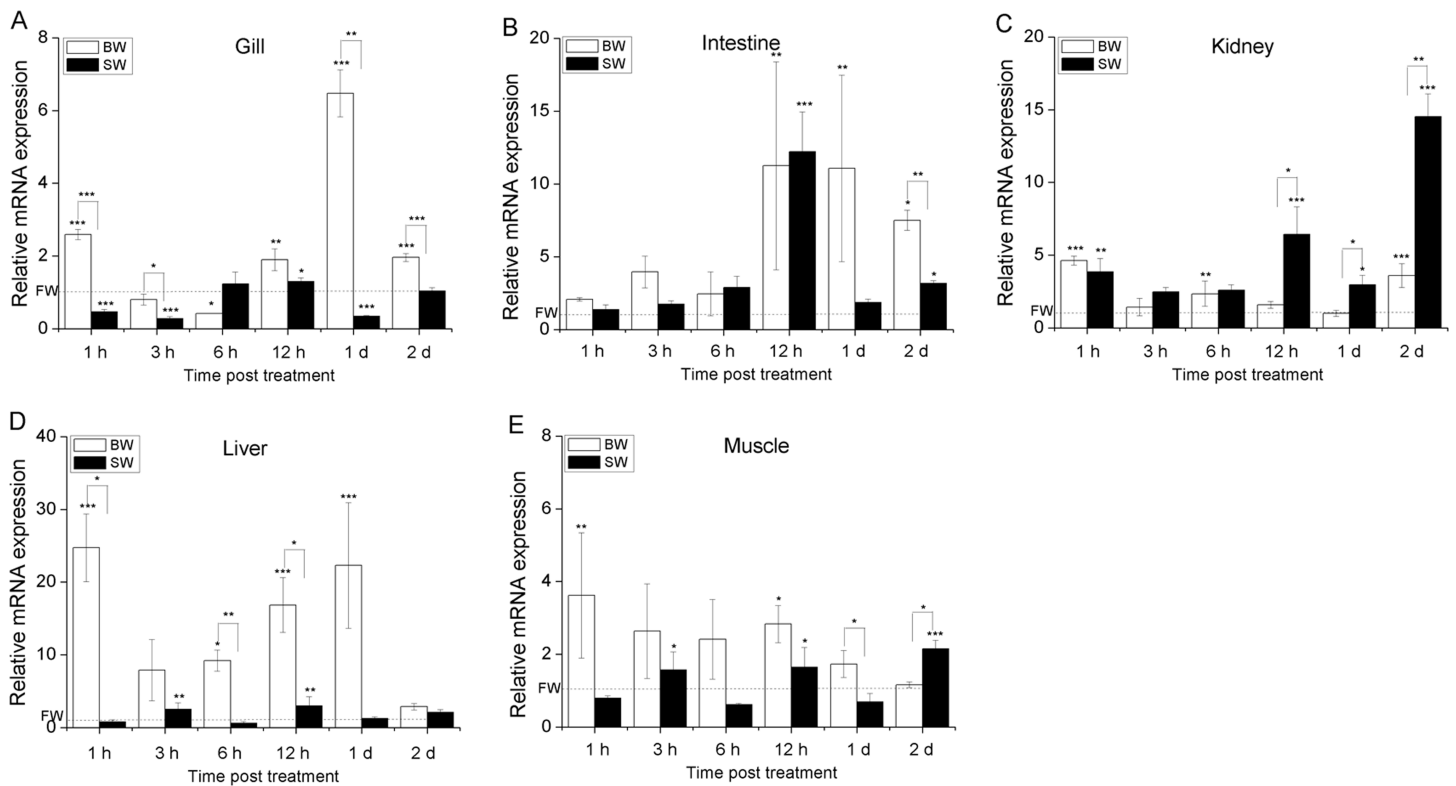 A
Gill
BW
SW
Relative mRNA expression
8
6
4
2
0
FW
***
***
***
*
***
*
**
*
**
***
***
***
***
1 h 3 h 6 h 12 h 1 d 2 d
Time post treatment
B
Intestine
BW
SW
Relative mRNA expression
20
15
10
5
0
FW
**
***
**
**
*
*
1 h 3 h 6 h 12 h 1 d 2 d
Time post treatment
C
Kidney
BW
SW
Relative mRNA expression
20
15
10
5
0
FW
***
**
**
*
***
*
*
**
***
***
1 h 3 h 6 h 12 h 1 d 2 d
Time post treatment
D
Liver
BW
SW
Relative mRNA expression
40
30
20
10
0
FW
*
***
**
**
*
*
***
**
***
1 h 3 h 6 h 12 h 1 d 2 d
Time post treatment
E
Muscle
BW
SW
Relative mRNA expression
8
6
4
2
0
FW
**
*
*
*
*
*
***
1 h 3 h 6 h 12 h 1 d 2 d
Time post treatment